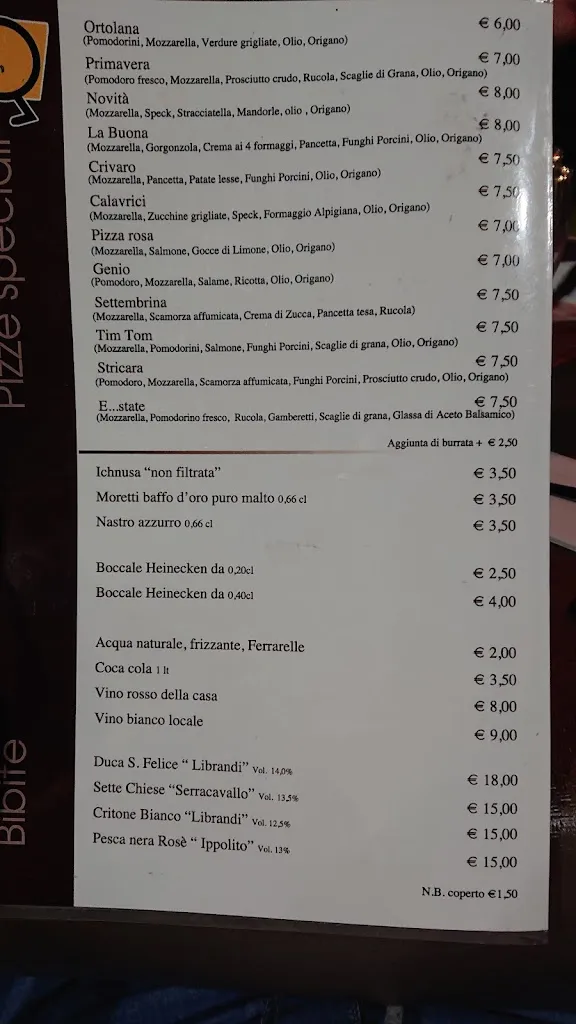 Pizze speciali
Ortolana € 6,00
(Pomodorini, Mozzarella, Verdure grigliate, Olio, Origano)
Primavera € 7,00
(Pomodoro fresco, Mozzarella, Prosciutto crudo, Rucola, Scaglie di Grana, Olio, Origano)
Novità € 8,00
(Mozzarella, Speck, Stracciatella, Mandorle, olio , Origano)
La Buona € 8,00
(Mozzarella, Gorgonzola, Crema ai 4 formaggi, Pancetta, Funghi Porcini, Olio, Origano)
Crivaro € 7,50
(Mozzarella, Pancetta, Patate lesse, Funghi Porcini, Olio, Origano)
Calavrici € 7,50
(Mozzarella, Zucchine grigliate, Speck, Formaggio Alpigiana, Olio, Origano)
Pizza rosa € 7,00
(Mozzarella, Salmone, Gocce di Limone, Olio, Origano)
Genio € 7,00
(Pomodoro, Mozzarella, Salame, Ricotta, Olio, Origano)
Settembrina € 7,50
(Mozzarella, Scamorza affumicata, Crema di Zucca, Pancetta tesa, Rucola)
Tim Tom € 7,50
(Mozzarella, Pomodorini, Salmone, Funghi Porcini, Scaglie di grana, Olio, Origano)
Stricara € 7,50
(Pomodoro, Mozzarella, Scamorza affumicata, Funghi Porcini, Prosciutto crudo, Olio, Origano)
E...state € 7,50
(Mozzarella, Pomodorino fresco, Rucola, Gamberetti, Scaglie di grana, Glassa di Aceto Balsamico)
Aggiunta di burrata + € 2,50
Bibite
Ichnusa “non filtrata” € 3,50
Moretti baffo d'oro puro malto 0,66 cl € 3,50
Nastro azzurro 0,66 cl € 3,50
Boccale Heinecken da 0,20cl € 2,50
Boccale Heinecken da 0,40cl € 4,00
Acqua naturale, frizzante, Ferrarelle € 2,00
Coca cola 1 lt € 3,50
Vino rosso della casa € 8,00
Vino bianco locale € 9,00
Duca S. Felice “ Librandi” Vol. 14,0% € 18,00
Sette Chiese “Serracavallo” Vol. 13,5% € 15,00
Critone Bianco “Librandi” Vol. 12,5% € 15,00
Pesca nera Rosè “ Ippolito” Vol. 13% € 15,00
N.B. coperto €1,50